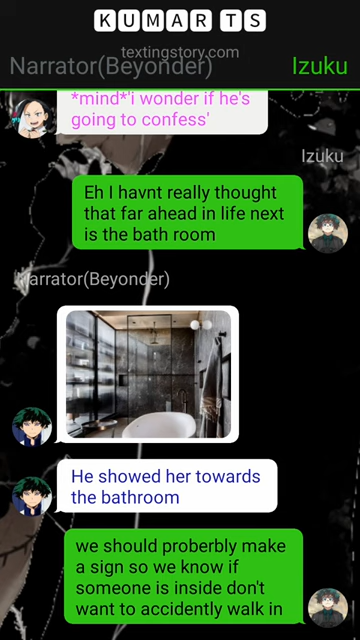 KUMAR TS
textingstory.com
Narrator(Beyonder)
Izuku
*mind*'i wonder if he's
going to confess'
Izuku
Eh I havnt really thought
that far ahead in life next
is the bath room
Narrator(Beyonder)
He showed her towards
the bathroom
we should proberbly make
a sign so we know if
someone is inside don't
want to accidently walk in